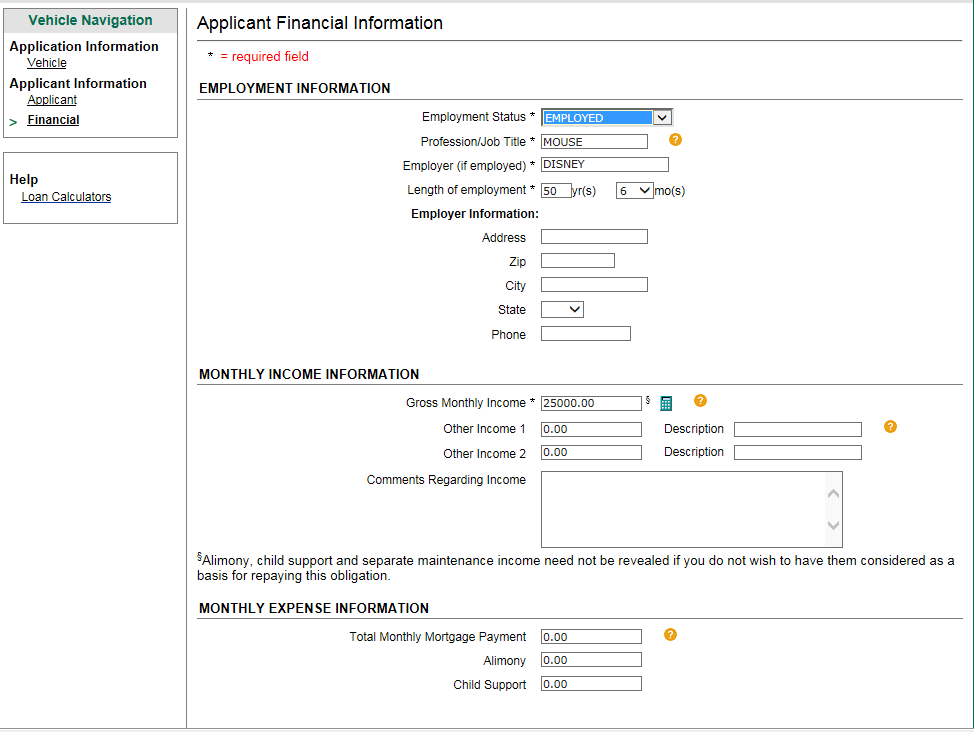 Vehicle Navigation
Application Information
Vehicle
Applicant Information
Applicant
> Financial
Help
Loan Calculators
Applicant Financial Information
* = required field
EMPLOYMENT INFORMATION
Employment Status * EMPLOYED
Profession/Job Title * MOUSE ?
Employer (if employed) * DISNEY
Length of employment * 50 yr(s) 6 mo(s)
Employer Information:
Address
Zip
City
State
Phone
MONTHLY INCOME INFORMATION
Gross Monthly Income * 25000.00 § ?
Other Income 1 0.00 Description ?
Other Income 2 0.00 Description
Comments Regarding Income
§Alimony, child support and separate maintenance income need not be revealed if you do not wish to have them considered as a
basis for repaying this obligation.
MONTHLY EXPENSE INFORMATION
Total Monthly Mortgage Payment 0.00 ?
Alimony 0.00
Child Support 0.00